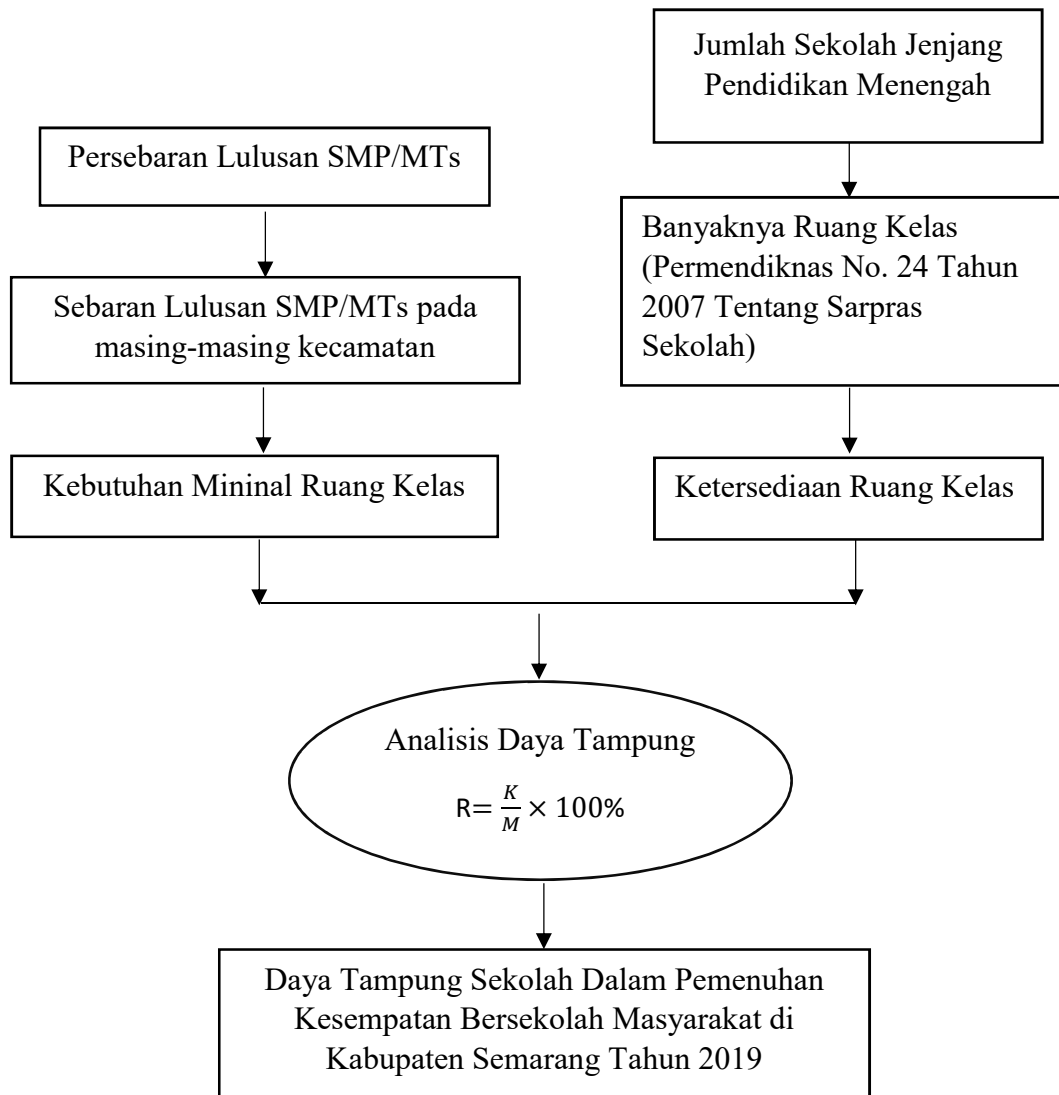 Jumlah Sekolah Jenjang
Pendidikan Menengah
Persebaran Lulusan SMP/MTs
Banyaknya Ruang Kelas
(Permendiknas No. 24 Tahun
2007 Tentang Sarpras
Sekolah)
Sebaran Lulusan SMP/MTs pada
masing-masing kecamatan
Kebutuhan Mininal Ruang Kelas
Ketersediaan Ruang Kelas
Analisis Daya Tampung
R= K/M × 100%
Daya Tampung Sekolah Dalam Pemenuhan
Kesempatan Bersekolah Masyarakat di
Kabupaten Semarang Tahun 2019